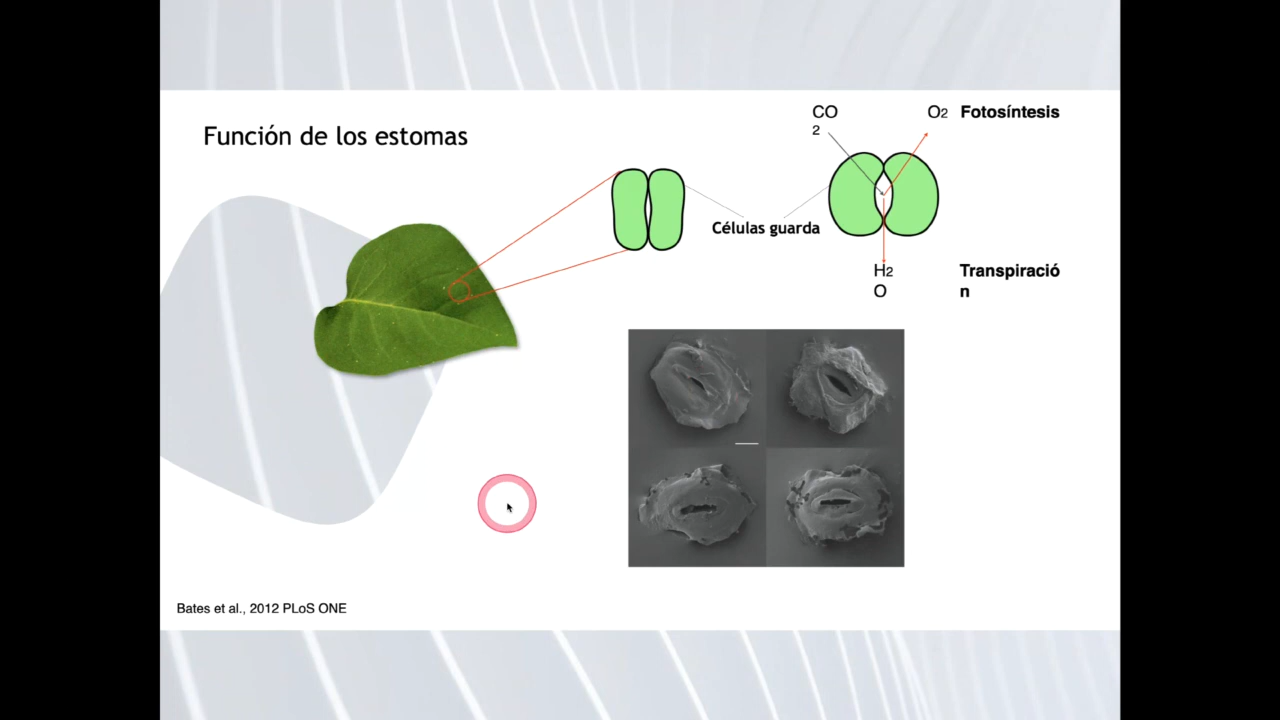 Función de los estomas
CO
2
O2
Fotosíntesis
Células guarda
H2
O
Transpiració
n
Bates et al., 2012 PLoS ONE